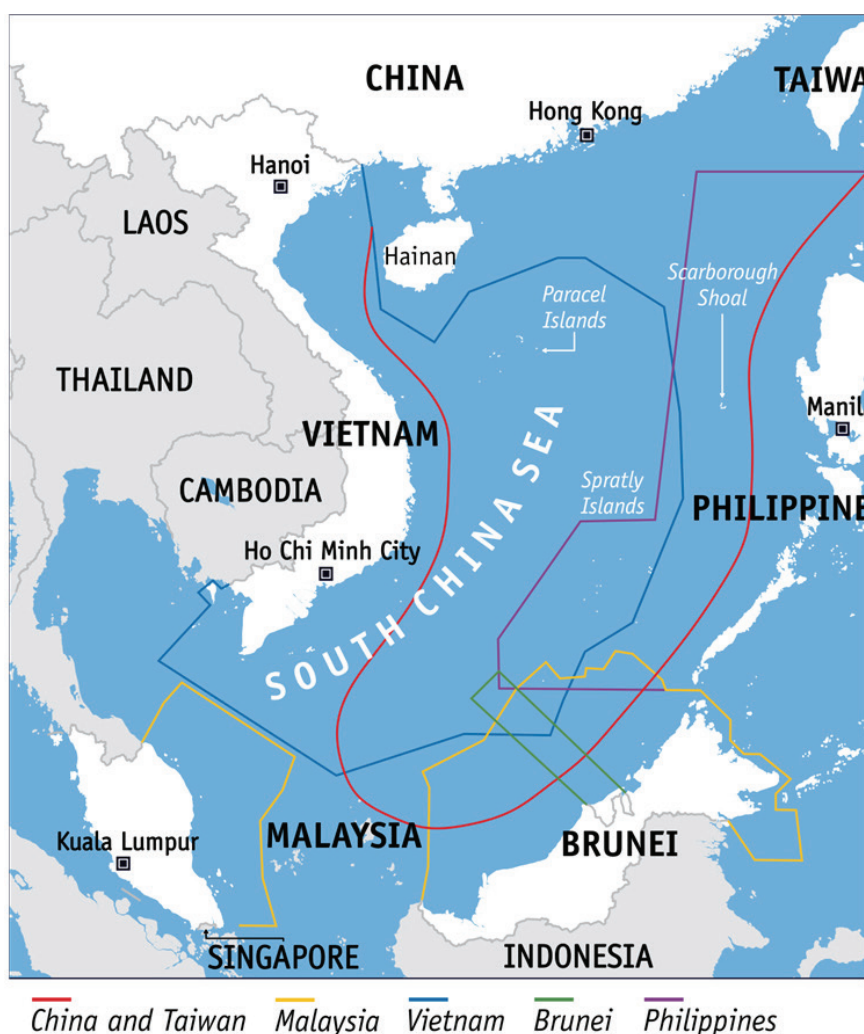 CHINA
TAIWA
Hong Kong
Hanoi
LAOS
Hainan
Scarborough
Shoal
Paracel
Islands
THAILAND
VIETNAM
Manil
CAMBODIA
Spratly
Islands
PHILIPPINE
Ho Chi Minh City
SOUTH CHINA SEA
MALAYSIA
Kuala Lumpur
BRUNEI
SINGAPORE
INDONESIA
China and Taiwan
Malaysia
Vietnam
Brunei
Philippines